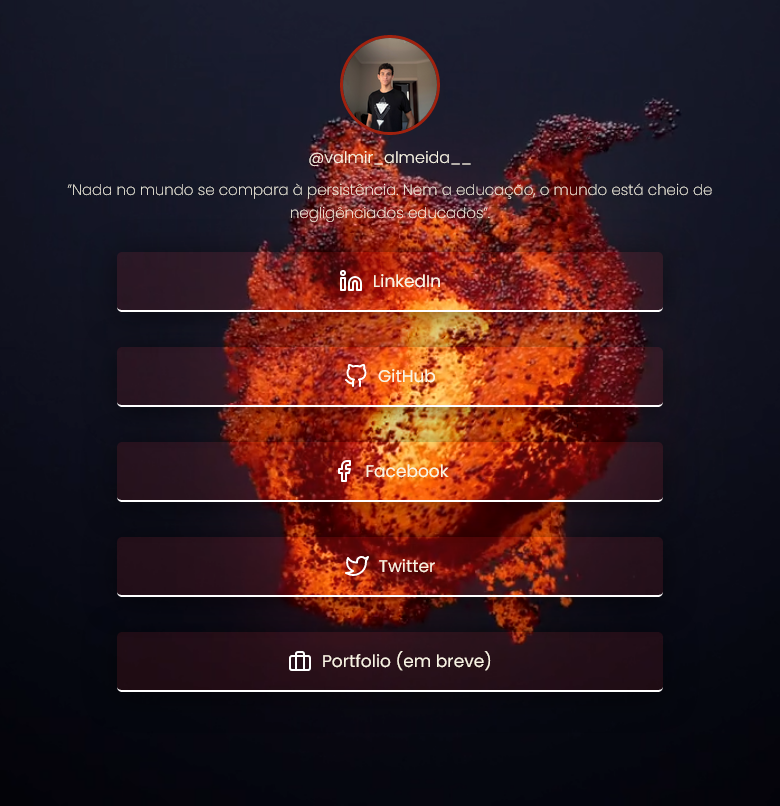 @valmir_almeida__
"Nada no mundo se compara à persistência. Nem a educação, o mundo está cheio de
negligênciados educados".
LinkedIn
GitHub
Facebook
Twitter
Portfolio (em breve)